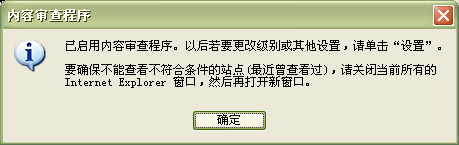 内容审查程序
已启用内容审查程序。以后若要更改级别或其他设置，请单击“设置”。
要确保不能查看不符合条件的站点(最近曾查看过)，请关闭当前所有的
Internet Explorer 窗口，然后再打开新窗口。
确定